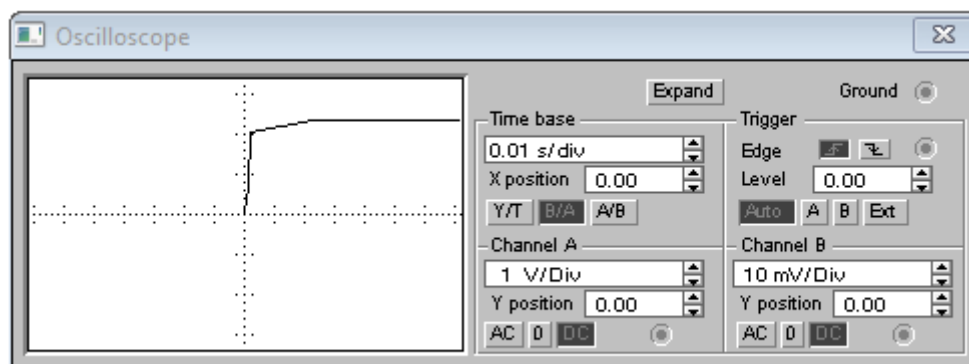 Oscilloscope
Expand Ground
Time base Trigger
0.01 s/div Edge
X position 0.00 Level 0.00
Y/T B/A A/B Auto A B Ext
Channel A Channel B
1 V/Div 10 mV/Div
Y position 0.00 Y position 0.00
AC 0 DC AC 0 DC